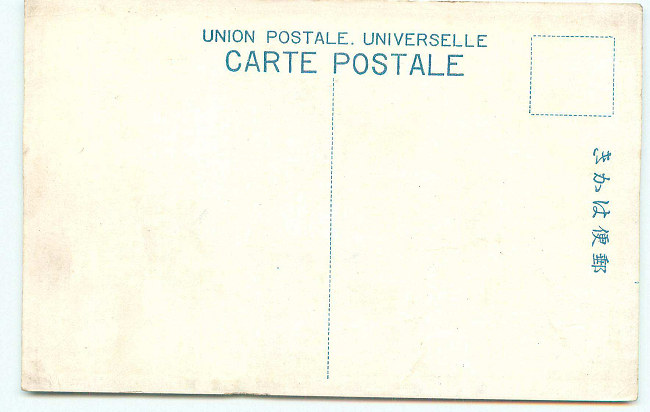 UNION POSTALE. UNIVERSELLE
CARTE POSTALE
郵便はかき